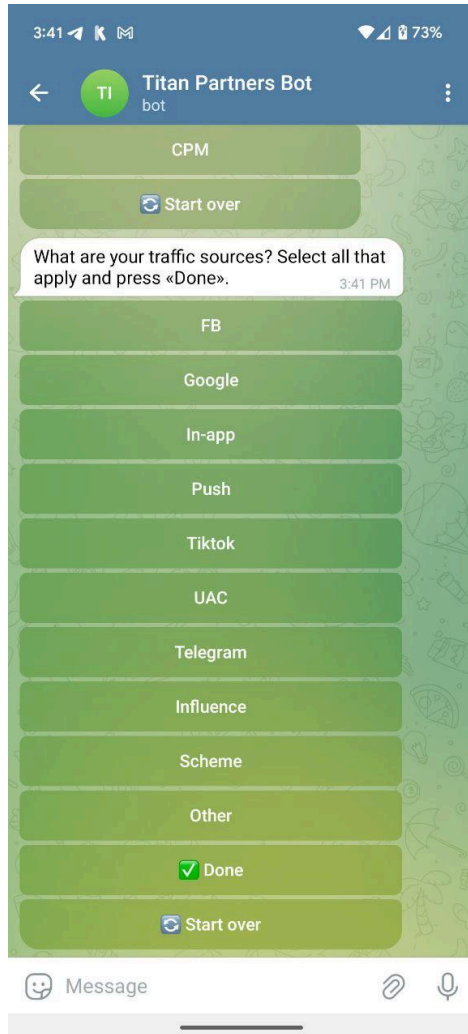 3:41
73%
TI
Titan Partners Bot
bot
CPM
Start over
What are your traffic sources? Select all that
apply and press «Done».
3:41 PM
FB
Google
In-app
Push
Tiktok
UAC
Telegram
Influence
Scheme
Other
✅ Done
Start over
Message